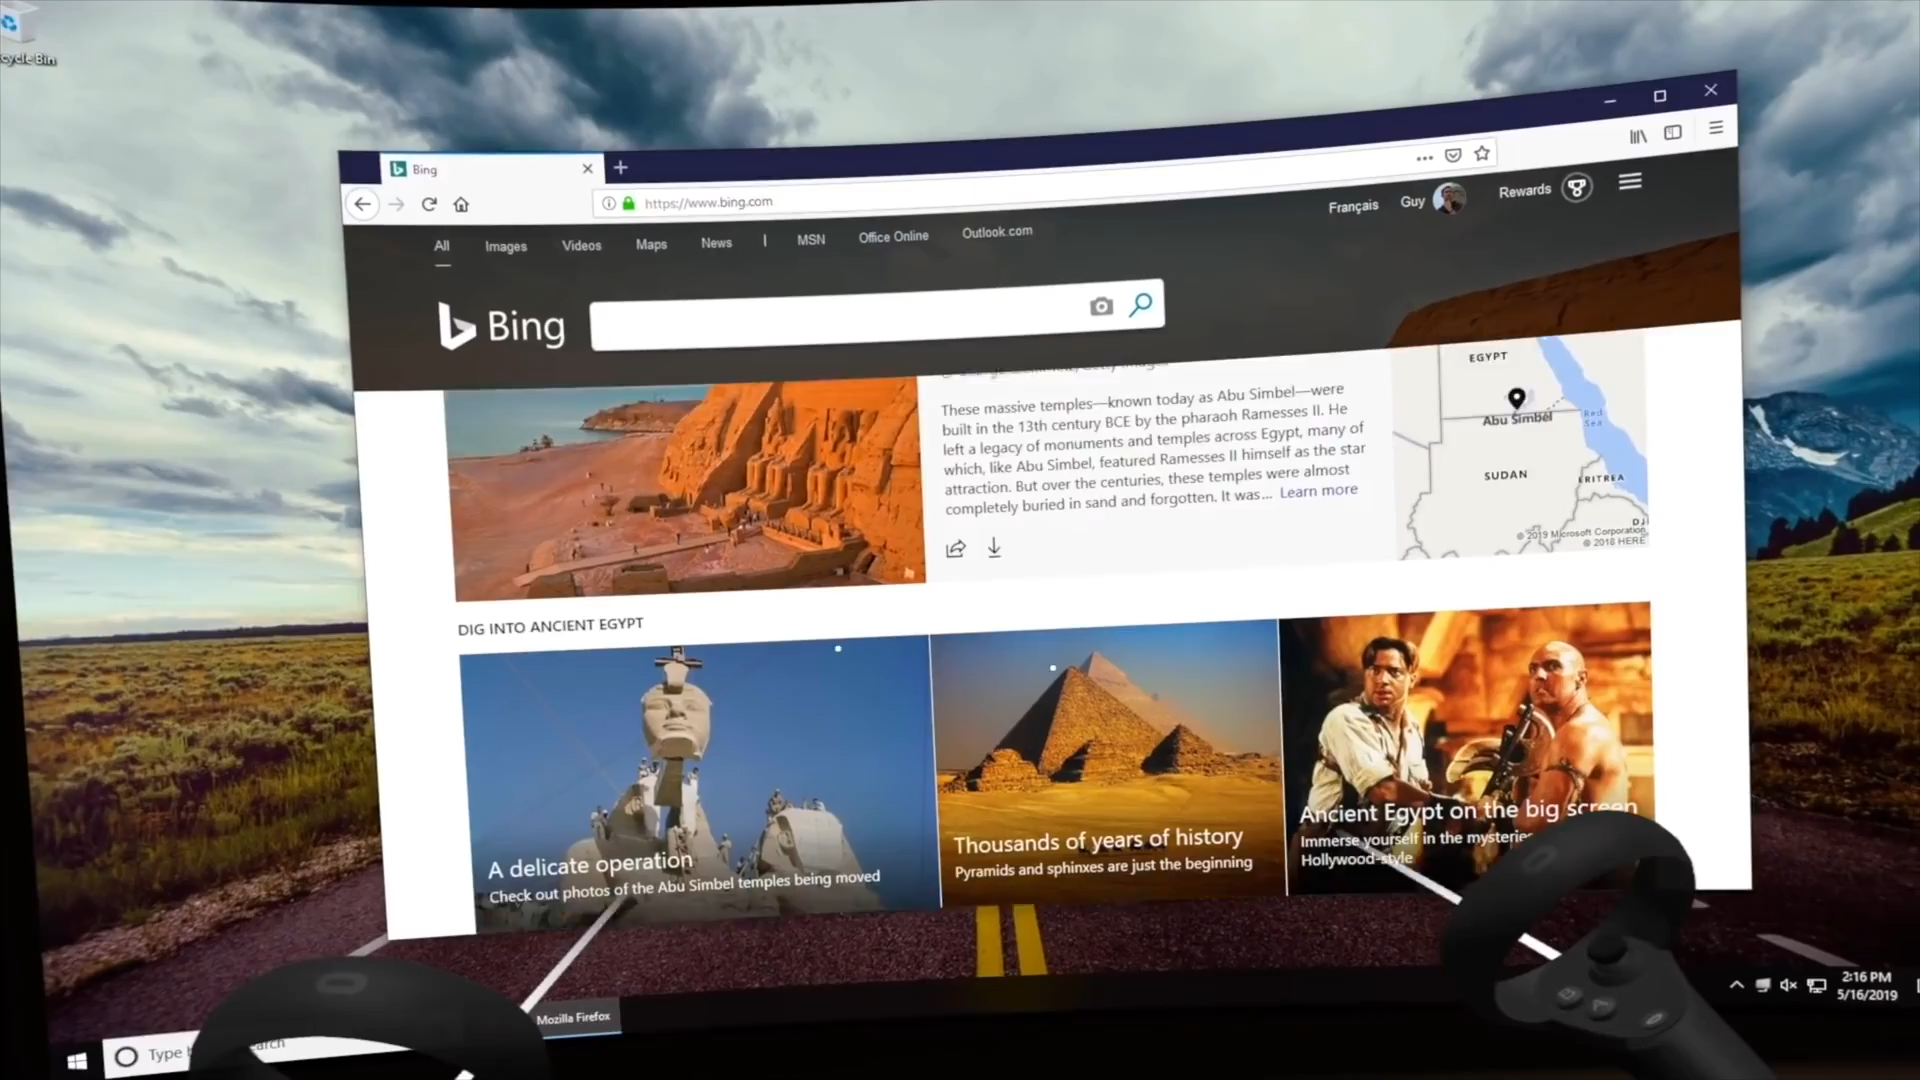 cycle Bin
Bing
https://www.bing.com
Français
Guy
Rewards
All
Images
Videos
Maps
News
MSN
Office Online
Outlook.com
Bing
These massive temples—known today as Abu Simbel—were
built in the 13th century BCE by the pharaoh Ramesses II. He
left a legacy of monuments and temples across Egypt, many of
which, like Abu Simbel, featured Ramesses II himself as the star
attraction. But over the centuries, these temples were almost
completely buried in sand and forgotten. It was... Learn more
EGYPT
Abu Simbel
Red
Sea
SUDAN
ERITREA
DJ
© 2019 Microsoft Corporation
© 2018 HERE
DIG INTO ANCIENT EGYPT
A delicate operation
Check out photos of the Abu Simbel temples being moved
Thousands of years of history
Pyramids and sphinxes are just the beginning
Ancient Egypt on the big screen
Immerse yourself in the mysteries
Hollywood-style
Mozilla Firefox
Type
earch
2:16 PM
5/16/2019